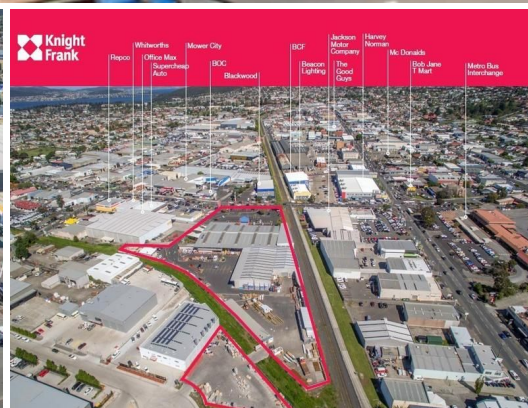 Knight
Frank
Repco
Whitworths
Office Max
Supercheap
Auto
Mower City
BOC
Blackwood
BCF
Beacon
Lighting
Jackson
Motor
Company
The
Good
Guys
Harvey
Norman
Mc Donalds
Bob Jane
T Mart
Metro Bus
Interchange